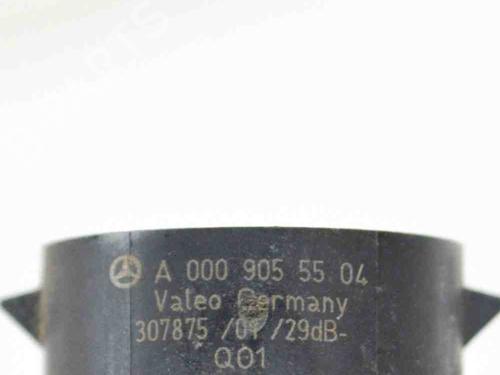 A 000 905 55 04
Valeo Germany
307875 /01 /29dB-
Q01